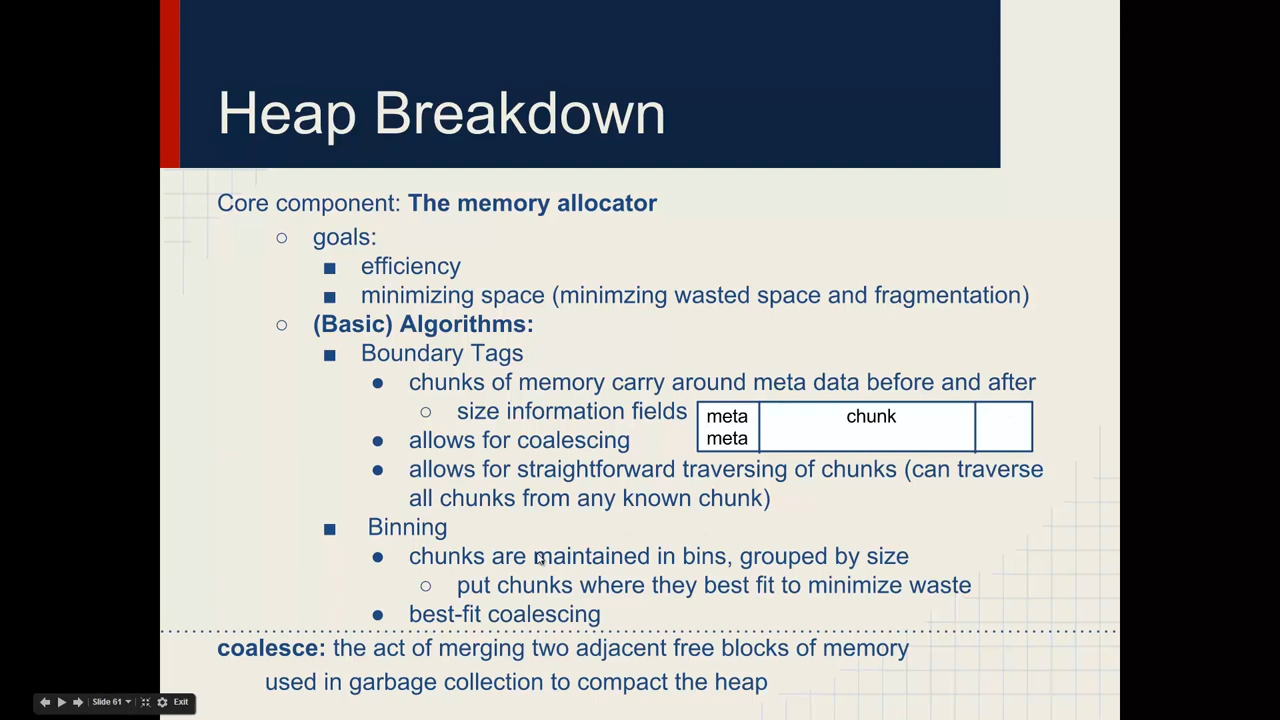 Heap Breakdown
Core component: The memory allocator
○ goals:
■ efficiency
■ minimizing space (minimzing wasted space and fragmentation)
○ (Basic) Algorithms:
■ Boundary Tags
● chunks of memory carry around meta data before and after
○ size information fields
meta chunk
meta
● allows for coalescing
● allows for straightforward traversing of chunks (can traverse
all chunks from any known chunk)
■ Binning
● chunks are maintained in bins, grouped by size
○ put chunks where they best fit to minimize waste
● best-fit coalescing
coalesce: the act of merging two adjacent free blocks of memory
used in garbage collection to compact the heap
Slide 61 Exit